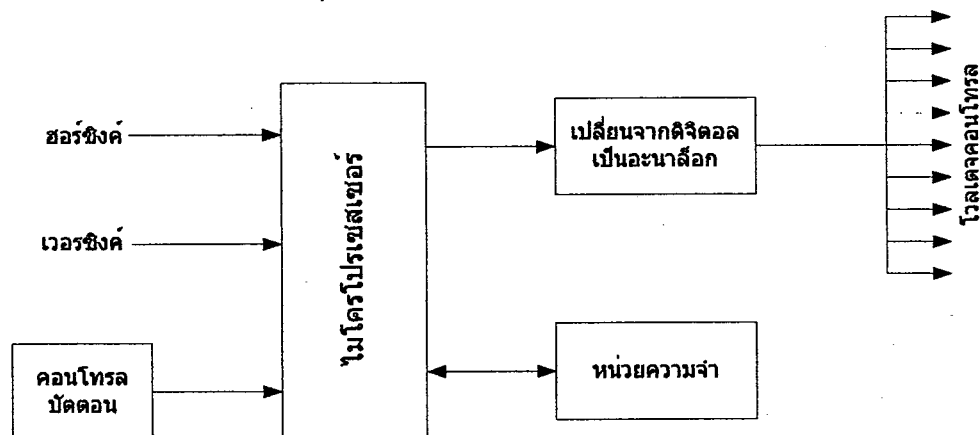 ฮอร์ซิงค์
เวอรซิงค์
คอนโทรล
บัตตอน
ไมโครโปรเซสเซอร์
เปลี่ยนจากดิจิตอล
เป็นอะนาล็อก
หน่วยความจำ
โวลเตจคอนโทรล